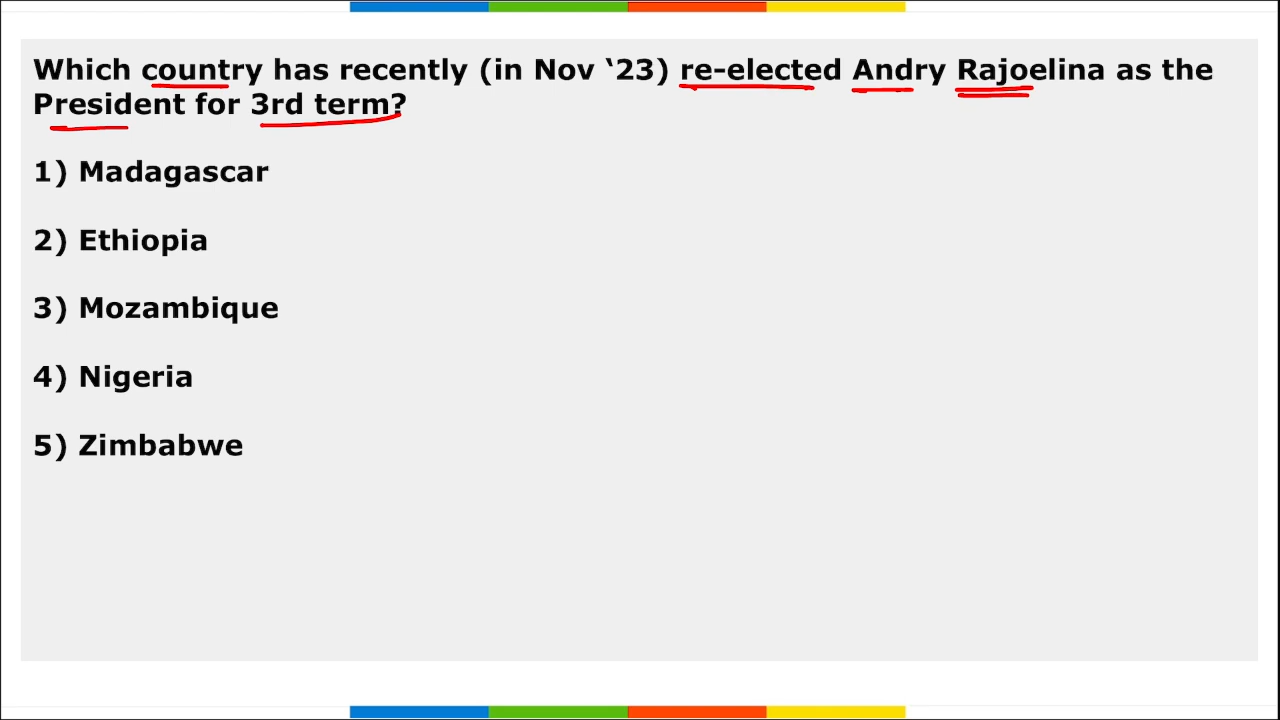 Which country has recently (in Nov ‘23) re-elected Andry Rajoelina as the
President for 3rd term?
1) Madagascar
2) Ethiopia
3) Mozambique
4) Nigeria
5) Zimbabwe